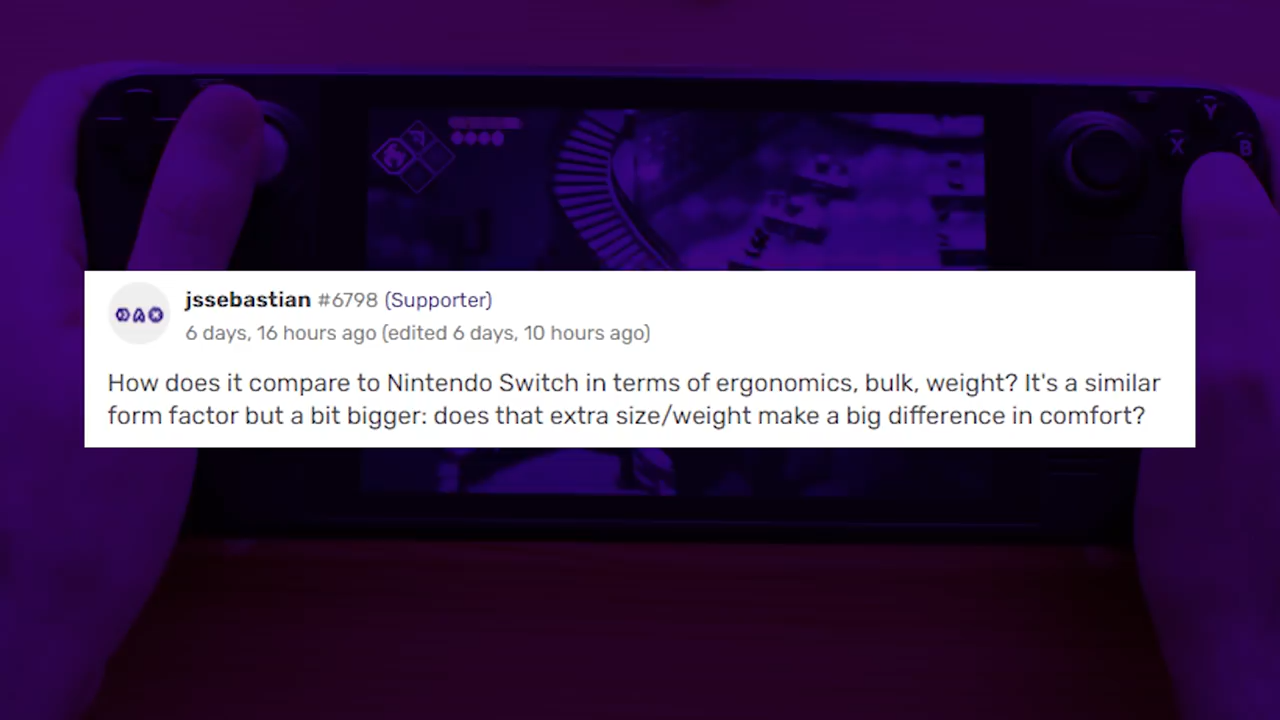 Y
X
B
jssebastian #6798 (Supporter)
6 days, 16 hours ago (edited 6 days, 10 hours ago)
How does it compare to Nintendo Switch in terms of ergonomics, bulk, weight? It's a similar
form factor but a bit bigger: does that extra size/weight make a big difference in comfort?